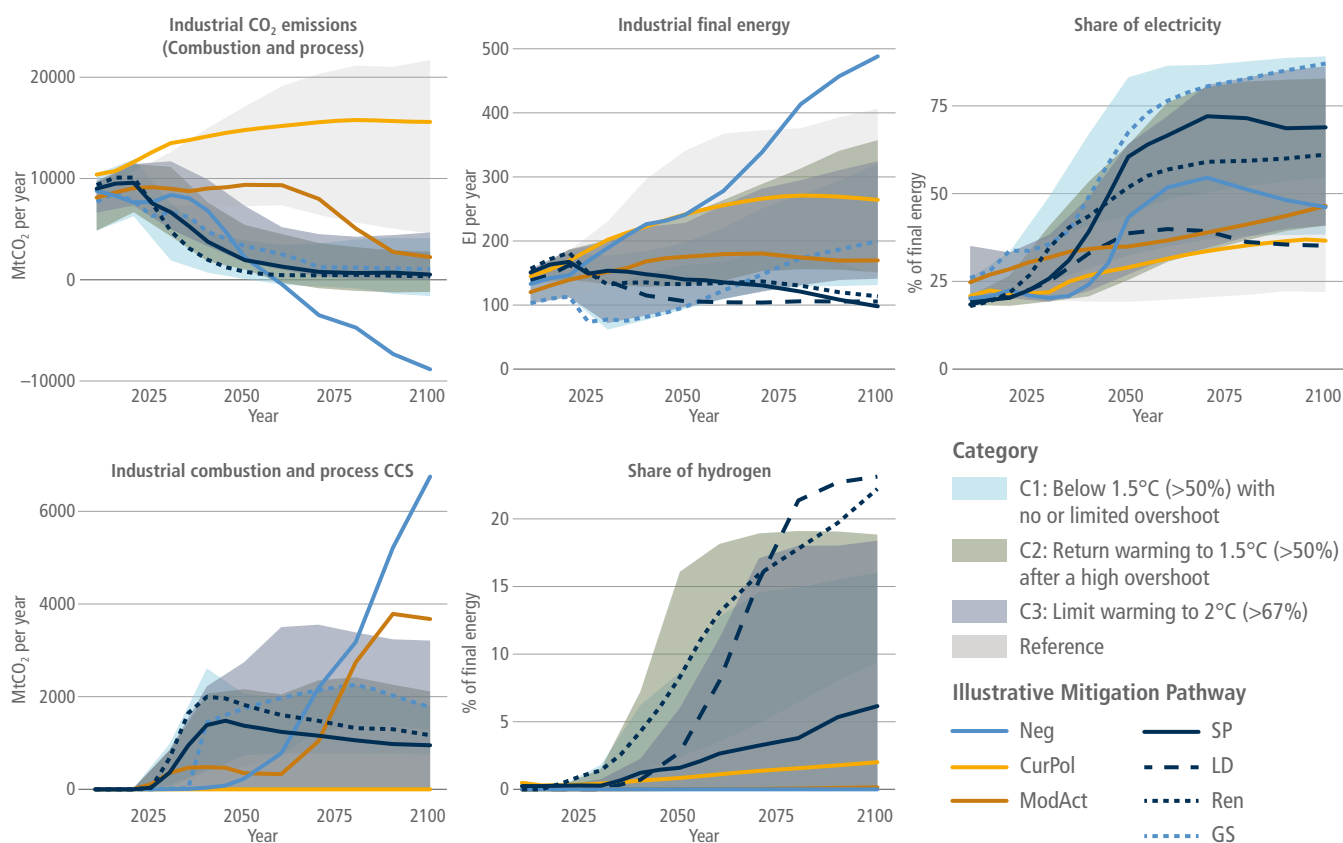 Industrial CO₂ emissions
(Combustion and process)
MtCO₂ per year
20000
10000
0
−10000
2025
2050
2075
2100
Year
Industrial final energy
EJ per year
500
400
300
200
100
0
2025
2050
2075
2100
Year
Share of electricity
% of final energy
75
50
25
0
2025
2050
2075
2100
Year
Industrial combustion and process CCS
MtCO₂ per year
6000
4000
2000
0
2025
2050
2075
2100
Year
Share of hydrogen
% of final energy
20
15
10
5
0
2025
2050
2075
2100
Year
Category
C1: Below 1.5°C (>50%) with
no or limited overshoot
C2: Return warming to 1.5°C (>50%)
after a high overshoot
C3: Limit warming to 2°C (>67%)
Reference
Illustrative Mitigation Pathway
Neg
CurPol
ModAct
SP
LD
Ren
GS